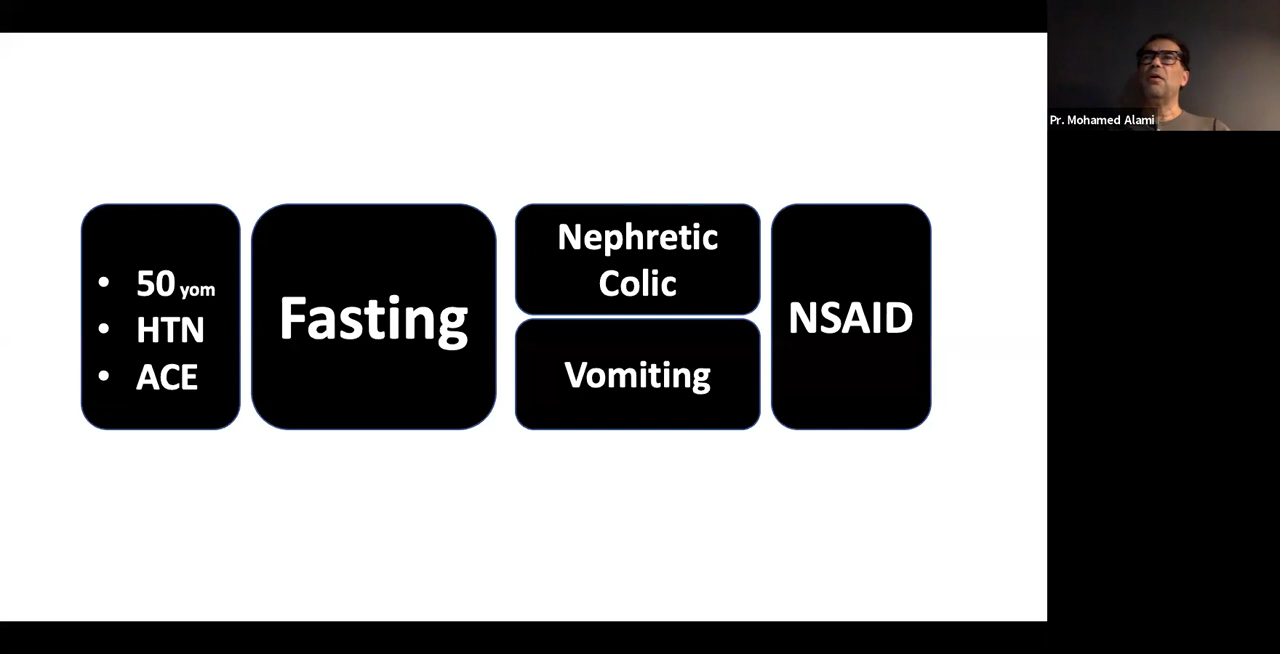 • 50 yom
• HTN
• ACE
Fasting
Nephretic
Colic
Vomiting
NSAID
Pr. Mohamed Alami